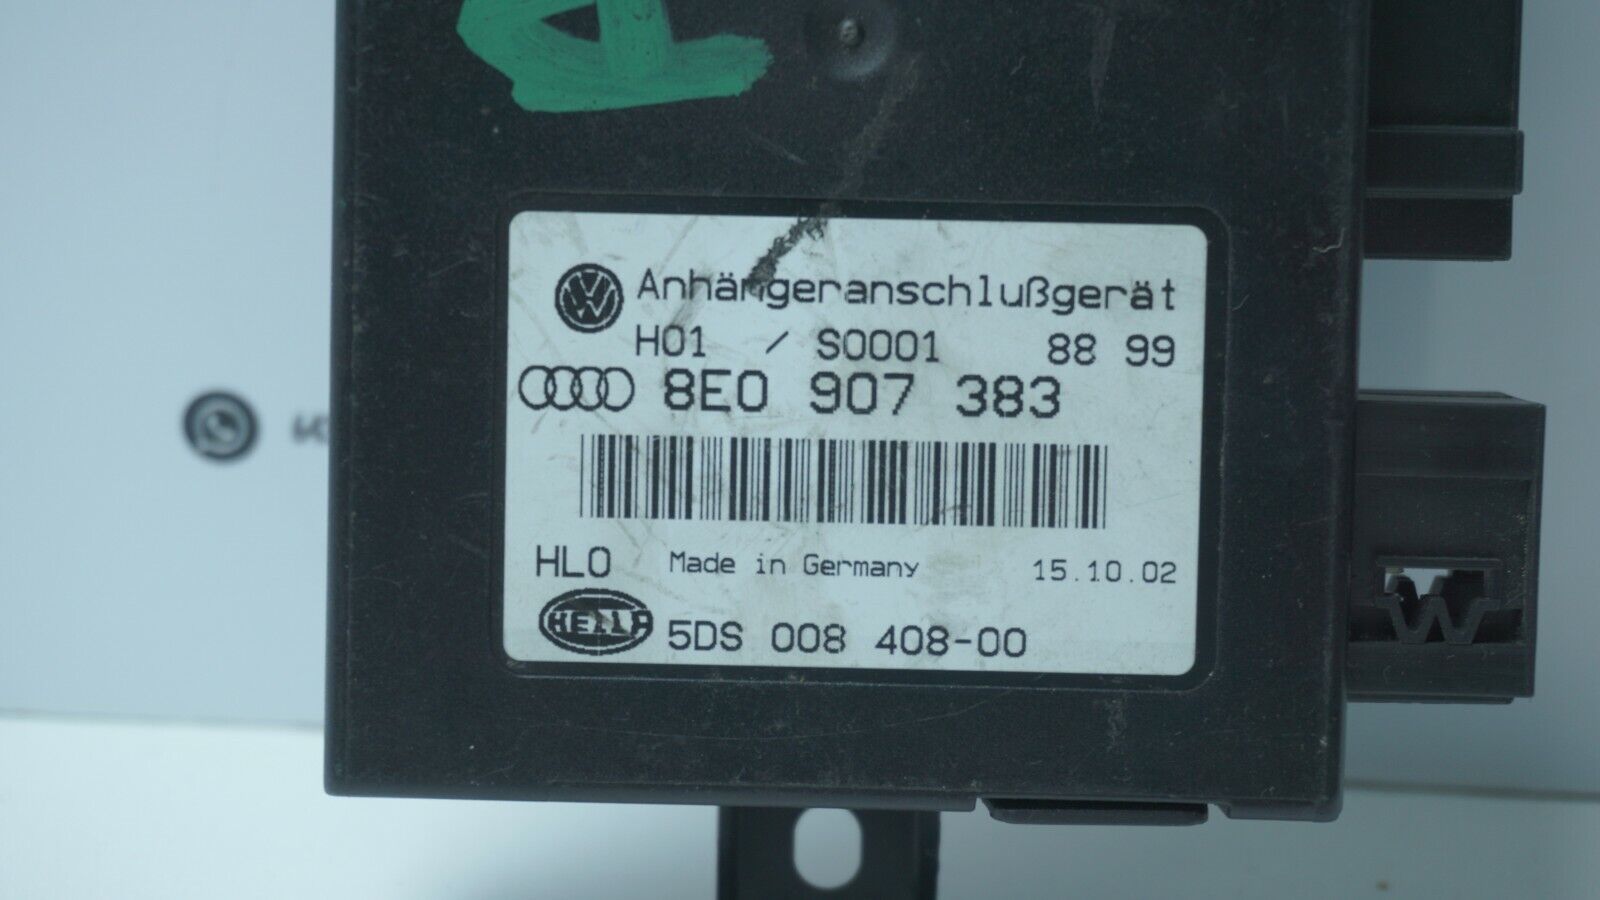 Anhängeranschlußgerät
H01 / S0001 88 99
8E0 907 383
HLO Made in Germany 15.10.02
HELLA 5DS 008 408-00